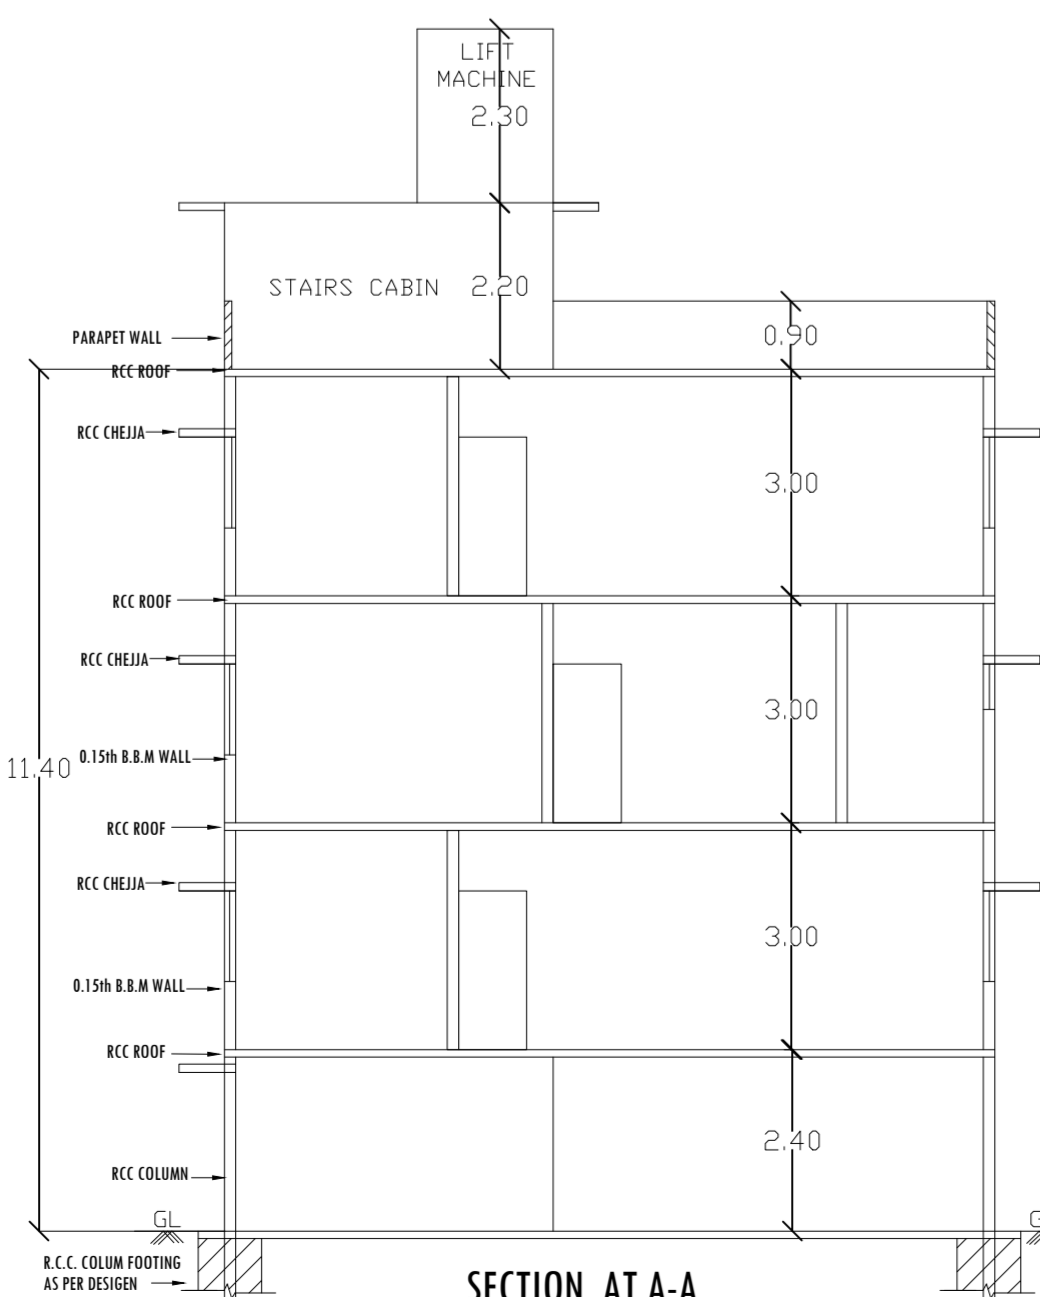 LIFT
MACHINE
2.30
STAIRS CABIN 2.20
PARAPET WALL
0.90
RCC ROOF
RCC CHEJJA
3.00
RCC ROOF
RCC CHEJJA
3.00
0.15th B.B.M WALL
11.40
RCC ROOF
RCC CHEJJA
3.00
0.15th B.B.M WALL
RCC ROOF
2.40
RCC COLUMN
GL
G
R.C.C. COLUM FOOTING
AS PER DESIGEN
SECTION AT A-A